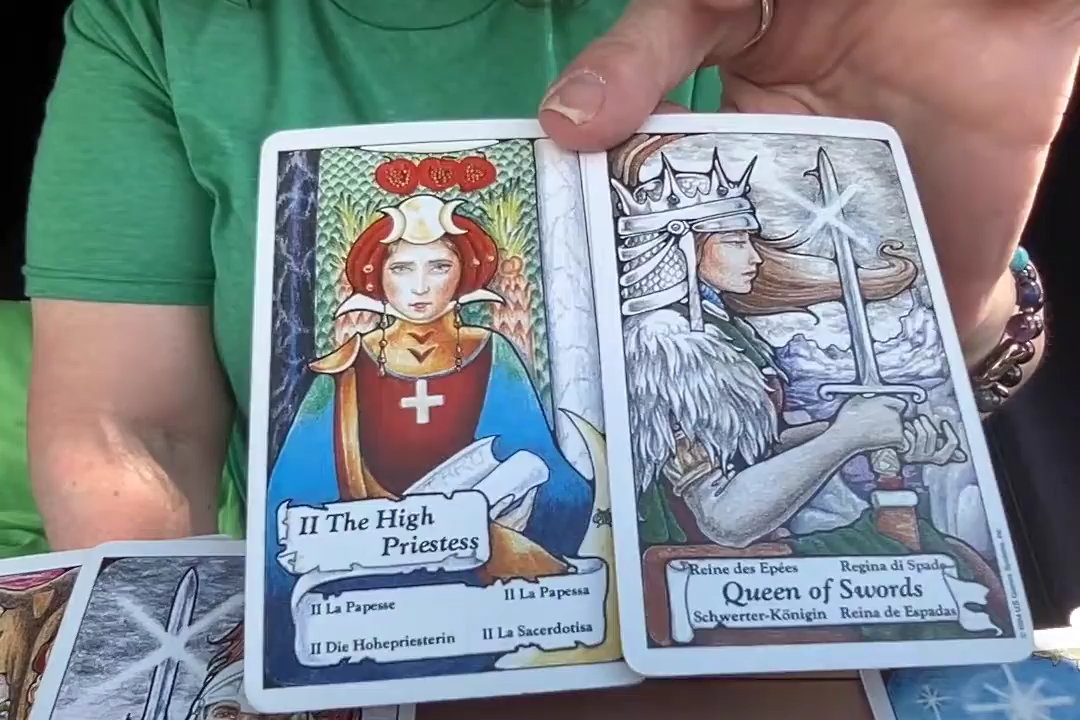 II The High
Priestess
II La Papesse
II La Papessa
II Die Hohepriesterin
II La Sacerdotisa
Reine des Epées
Regina di Spade
Queen of Swords
Schwerter-Königin
Reina de Espadas